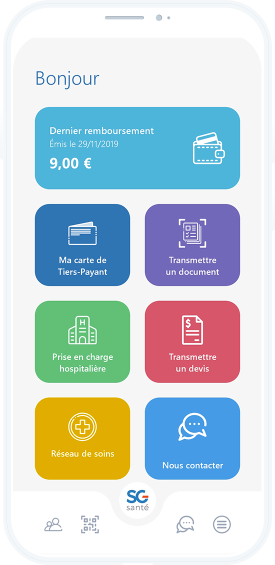 Bonjour
Dernier remboursement
Émis le 29/11/2019
9,00 €
Ma carte de
Tiers-Payant
Transmettre
un document
H
Prise en charge
hospitalière
$
Transmettre
un devis
Réseau de soins
Nous contacter
SG
santé